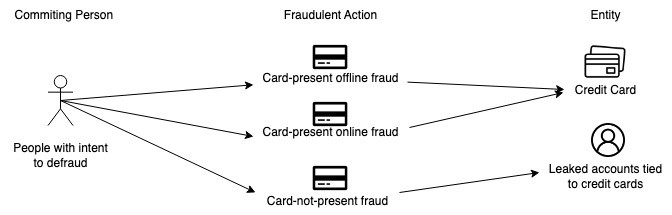 Commiting Person
Fraudulent Action
Entity
Card-present offline fraud
Credit Card
Card-present online fraud
People with intent
to defraud
Leaked accounts tied
to credit cards
Card-not-present fraud